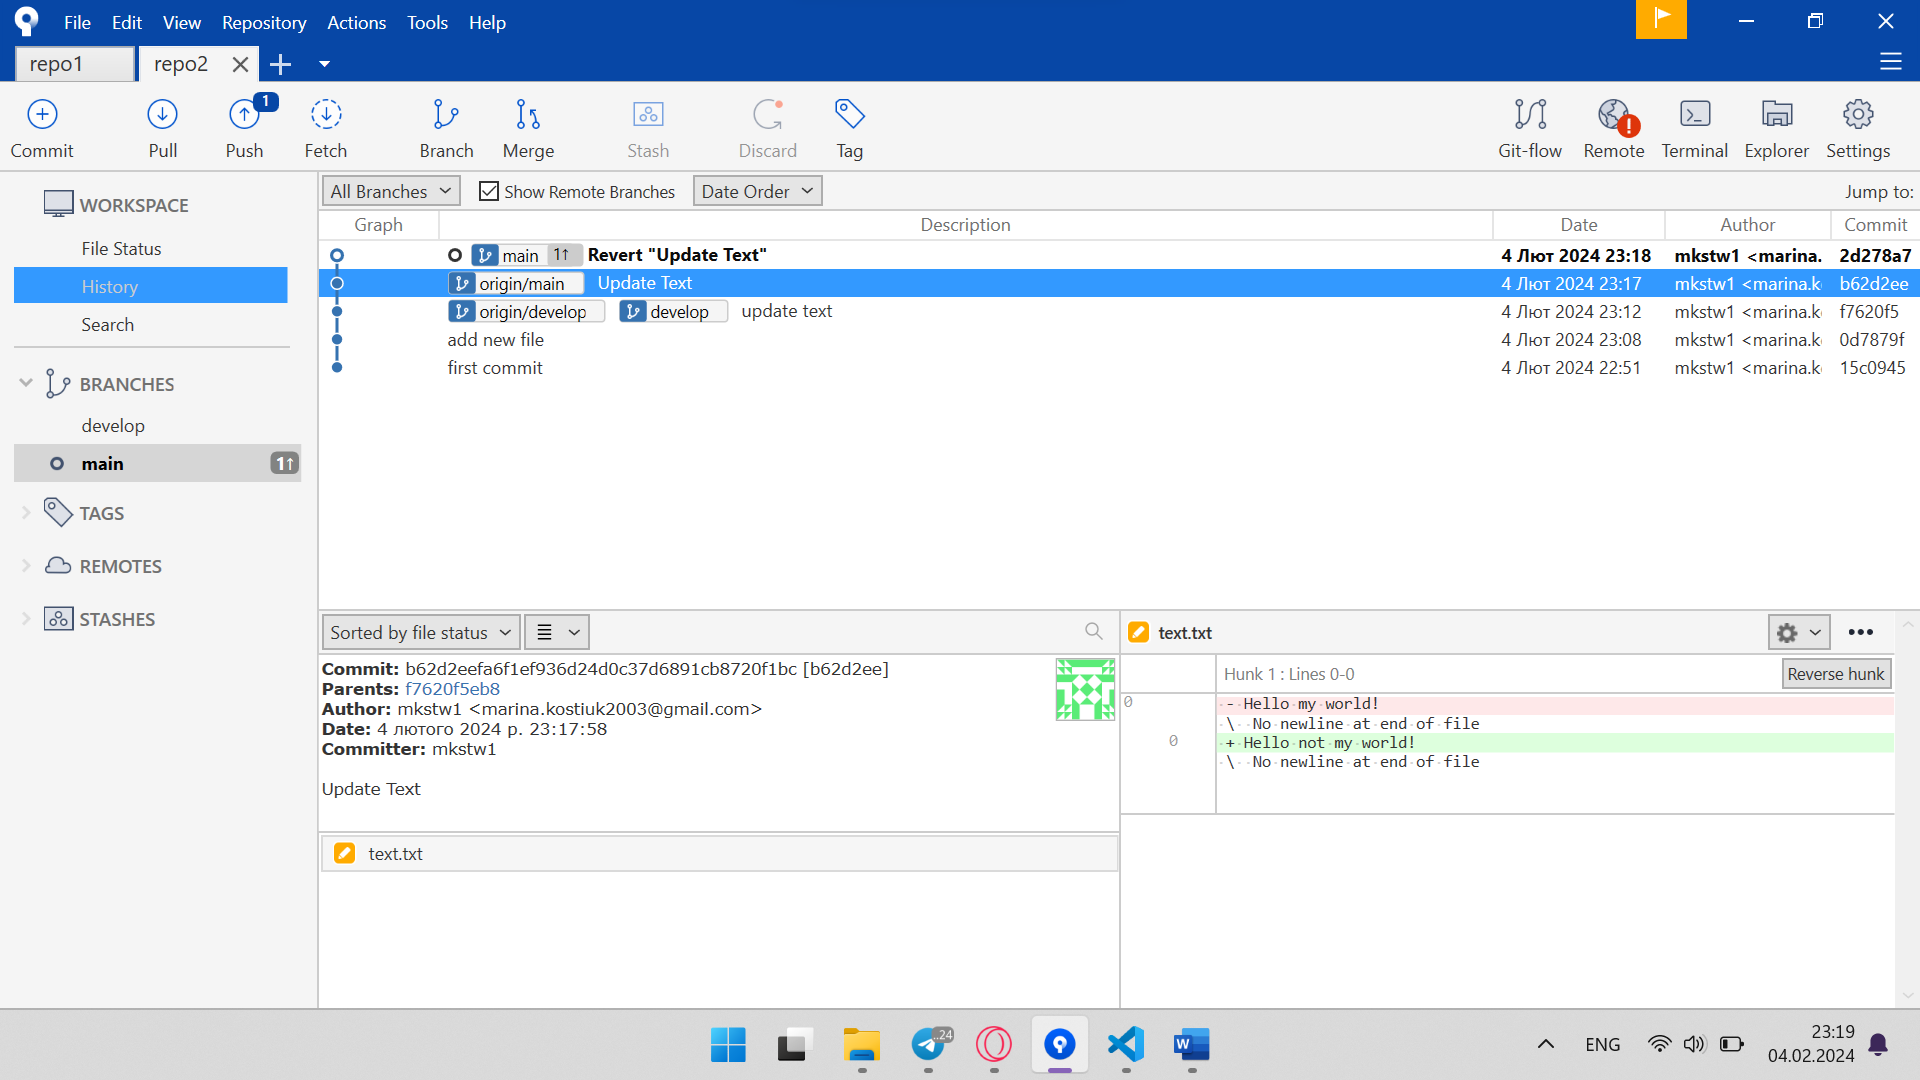 File Edit View Repository Actions Tools Help
repo1 repo2
1
Commit Pull Push Fetch Branch Merge Stash Discard Tag Git-flow Remote Terminal Explorer Settings
WORKSPACE
File Status
History
Search
BRANCHES
develop
main 1↑
TAGS
REMOTES
STASHES
All Branches Show Remote Branches Date Order Jump to:
Graph Description Date Author Commit
main 1↑ Revert "Update Text" 4 Лют 2024 23:18 mkstw1 <marina. 2d278a7
origin/main Update Text 4 Лют 2024 23:17 mkstw1 <marina.k b62d2ee
origin/develop develop update text 4 Лют 2024 23:12 mkstw1 <marina.k f7620f5
add new file 4 Лют 2024 23:08 mkstw1 <marina.k 0d7879f
first commit 4 Лют 2024 22:51 mkstw1 <marina.k 15c0945
Sorted by file status
Commit: b62d2eefa6f1ef936d24d0c37d6891cb8720f1bc [b62d2ee]
Parents: f7620f5eb8
Author: mkstw1 <marina.kostiuk2003@gmail.com>
Date: 4 лютого 2024 р. 23:17:58
Committer: mkstw1
Update Text
text.txt
text.txt
Hunk 1 : Lines 0-0 Reverse hunk
0 - Hello my world!
\ No newline at end of file
0 + Hello not my world!
\ No newline at end of file
..24
W
ENG
23:19
04.02.2024